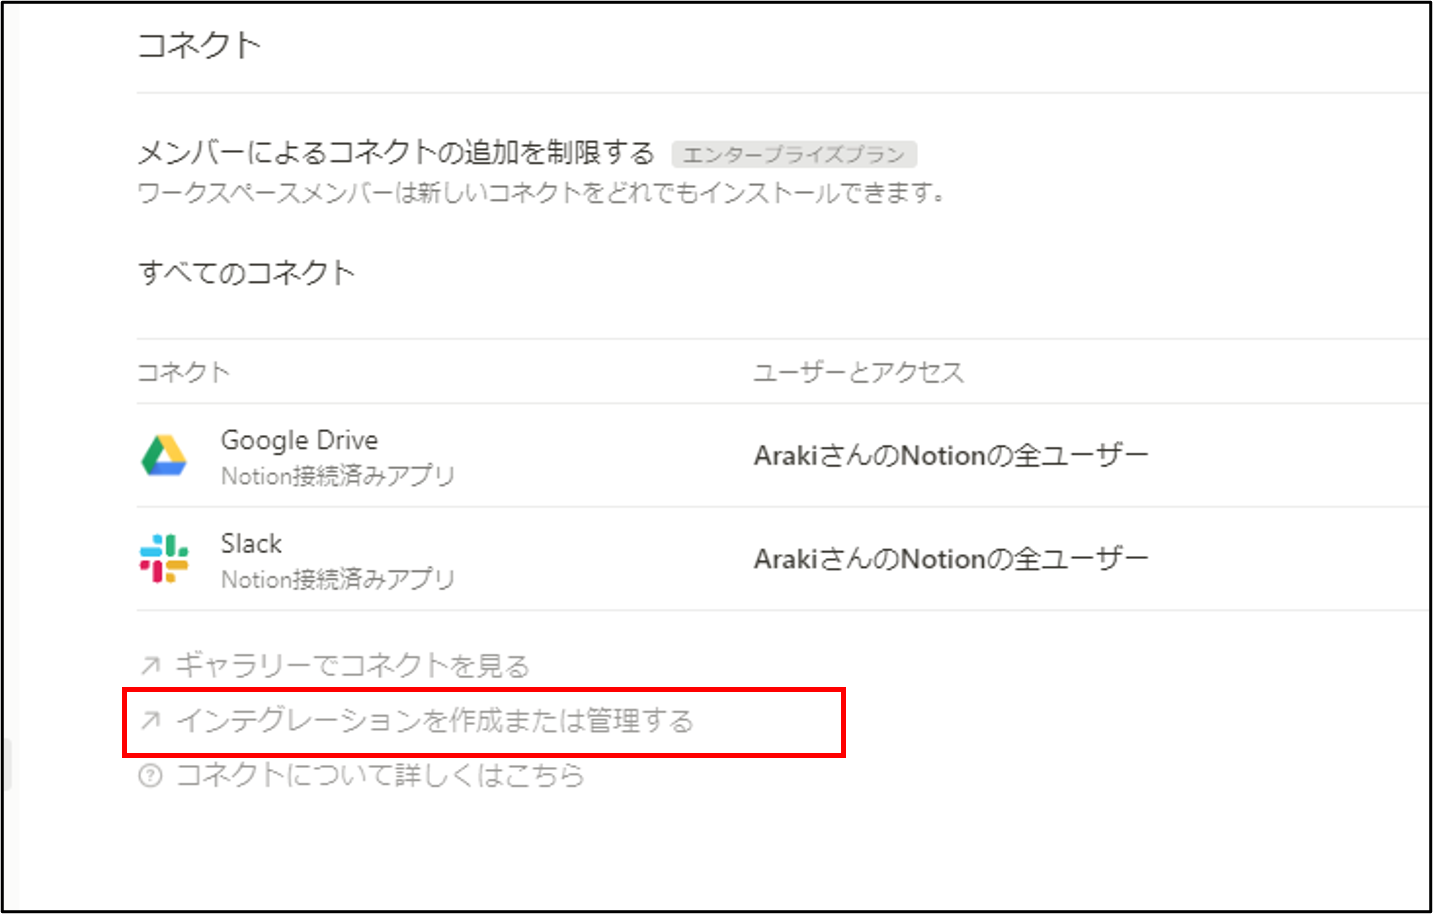 コネクト
メンバーによるコネクトの追加を制限する エンタープライズプラン
ワークスペースメンバーは新しいコネクトをどれでもインストールできます。
すべてのコネクト
コネクト ユーザーとアクセス
Google Drive
Notion接続済みアプリ
ArakiさんのNotionの全ユーザー
Slack
Notion接続済みアプリ
ArakiさんのNotionの全ユーザー
ギャラリーでコネクトを見る
インテグレーションを作成または管理する
コネクトについて詳しくはこちら